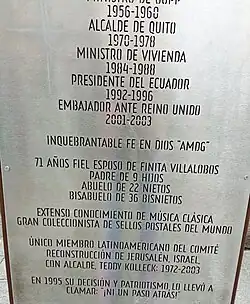 1956-1960
ALCALDE DE QUITO
1970-1978
MINISTRO DE VIVIENDA
1984-1988
PRESIDENTE DEL ECUADOR
1992-1996
EMBAJADOR ANTE REINO UNIDO
2001-2003
INQUEBRANTABLE FE EN DIOS "AMDG"
71 AÑOS FIEL ESPOSO DE FINITA VILLALOBOS
PADRE DE 9 HIJOS
ABUELO DE 22 NIETOS
BISABUELO DE 36 BISNIETOS
EXTENSO CONOCIMIENTO DE MÚSICA CLÁSICA
GRAN COLECCIONISTA DE SELLOS POSTALES DEL MUNDO
ÚNICO MIEMBRO LATINOAMERICANO DEL COMITÉ
RECONSTRUCCIÓN DE JERUSALÉN, ISRAEL,
CON ALCALDE, TEDDY KOLLECK: 1972-2003
EN 1995 SU DECISIÓN Y PATRIOTISMO LO LLEVÓ A
CLAMAR: "¡NI UN PASO ATRÁS!"